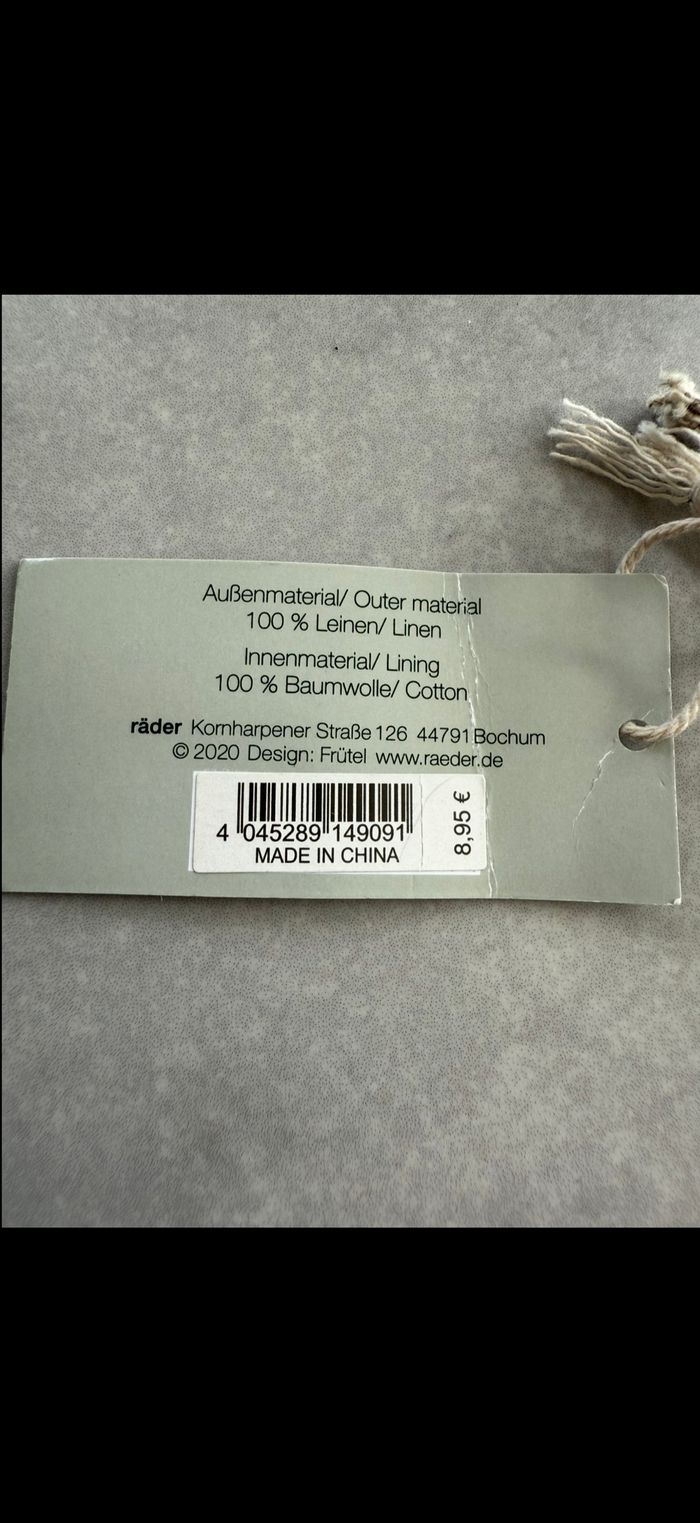 Außenmaterial/ Outer material
100 % Leinen/ Linen
Innenmaterial/ Lining
100 % Baumwolle/ Cotton
räder Kornharpener Straße 126 44791 Bochum
© 2020 Design: Frütel www.raeder.de
4 045289 149091
MADE IN CHINA
8,95 €